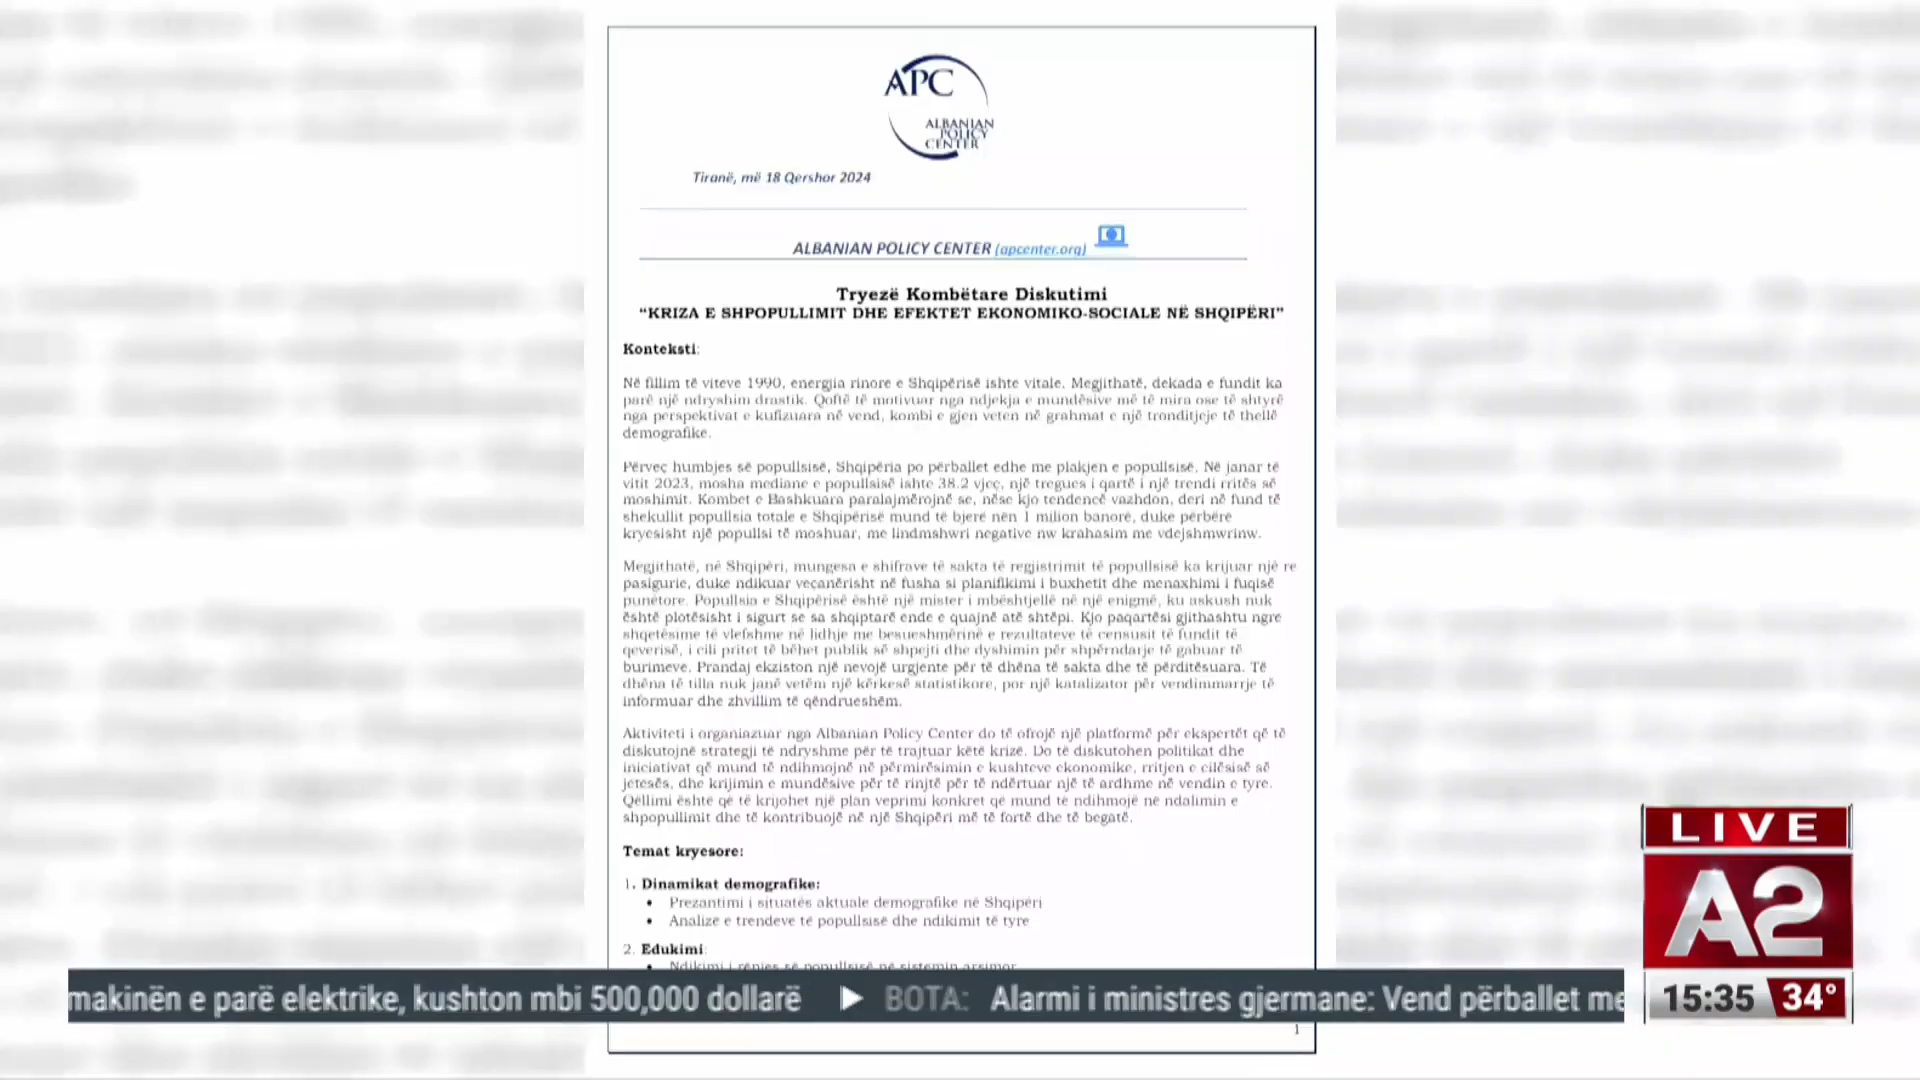 APC
ALBANIAN
POLICY
CENTER
Tiranë, më 18 Qershor 2024
ALBANIAN POLICY CENTER (apcenter.org)
Tryezë Kombëtare Diskutimi
“KRIZA E SHPOPULLIMIT DHE EFEKTET EKONOMIKO-SOCIALE NË SHQIPËRI”
Konteksti:
Në fillim të viteve 1990, energjia rinore e Shqipërisë ishte vitale. Megjithatë, dekada e fundit ka
parë një ndryshim drastik. Qoftë të motivuar nga ndjekja e mundësive më të mira ose të shtyrë
nga perspektivat e kufizuara në vend, kombi e gjen veten në grahmat e një tronditjeje të thellë
demografike.
Përveç humbjes së popullsisë, Shqipëria po përballet edhe me plakjen e popullsisë. Në janar të
vitit 2023, mosha mediane e popullsisë ishte 38.2 vjeç, një tregues i qartë i një trendi rritës së
moshimit. Kombet e Bashkuara paralajmërojnë se, nëse kjo tendencë vazhdon, deri në fund të
shekullit popullsia totale e Shqipërisë mund të bjerë nën 1 milion banorë, duke përbërë
kryesisht një popullsi të moshuar, me lindmshwri negative nw krahasim me vdejshmwrinw.
Megjithatë, në Shqipëri, mungesa e shifrave të sakta të regjistrimit të popullsisë ka krijuar një re
pasigurie, duke ndikuar veçanërisht në fusha si planifikimi i buxhetit dhe menaxhimi i fuqisë
punëtore. Popullsia e Shqipërisë është një mister i mbështjellë në një enigmë, ku askush nuk
është plotësisht i sigurt se sa shqiptarë ende e quajnë atë shtëpi. Kjo paqartësi gjithashtu ngre
shqetësime të vlefshme në lidhje me besueshmërinë e rezultateve të censusit të fundit të
qeverisë, i cili pritet të bëhet publik së shpejti dhe dyshimin për shpërndarje të gabuar të
burimeve. Prandaj ekziston një nevojë urgjente për të dhëna të sakta dhe të përditësuara. Të
dhëna të tilla nuk janë vetëm një kërkesë statistikore, por një katalizator për vendimmarrje të
informuar dhe zhvillim të qëndrueshëm.
Aktiviteti i organiazuar nga Albanian Policy Center do të ofrojë një platformë për ekspertët që të
diskutojnë strategji të ndryshme për të trajtuar këtë krizë. Do të diskutohen politikat dhe
iniciativat që mund të ndihmojnë në përmirësimin e kushteve ekonomike, rritjen e cilësisë së
jetesës, dhe krijimin e mundësive për të rinjtë për të ndërtuar një të ardhme në vendin e tyre.
Qëllimi është që të krijohet një plan veprimi konkret që mund të ndihmojë në ndalimin e
shpopullimit dhe të kontribuojë në një Shqipëri më të fortë dhe të begatë.
Temat kryesore:
1. Dinamikat demografike:
• Prezantimi i situatës aktuale demografike në Shqipëri
• Analizë e trendeve të popullsisë dhe ndikimit të tyre
2. Edukimi:
• Ndikimi i rënies së popullsisë në sistemin arsimor
makinën e parë elektrike, kushton mbi 500,000 dollarë ▶ BOTA: Alarmi i ministres gjermane: Vend përballet me
1
LIVE
A2
15:35 34°